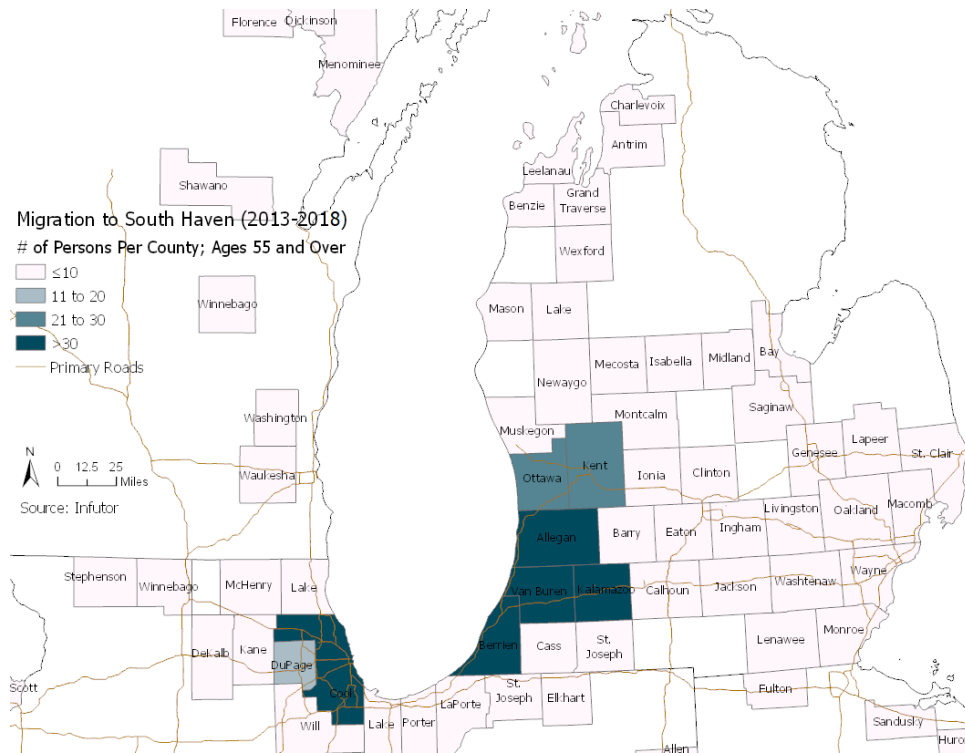 Florence
Dickinson
Menominee
Charlevoix
Antrim
Leelanau
Shawano
Benzie
Grand
Traverse
Migration to South Haven (2013-2018)
# of Persons Per County; Ages 55 and Over
≤10
11 to 20
21 to 30
>30
Primary Roads
Wexford
Winnebago
Mason
Lake
Mecosta
Isabella
Midland
Bay
Newaygo
Saginaw
Washington
Montcalm
Muskegon
Lapeer
Genesee
St. Clair
N
0 12.5 25
Miles
Waukesha
Ottawa
Kent
Ionia
Clinton
Source: Infutor
Livingston
Oakland
Macomb
Allegan
Barry
Eaton
Ingham
Stephenson
Winnebago
McHenry
Lake
Van Buren
Kalamazoo
Calhoun
Jackson
Washtenaw
Wayne
DeKalb
Kane
DuPage
Berrien
Cass
St.
Joseph
Lenawee
Monroe
Scott
Cook
Will
Lake
Porter
LaPorte
St.
Joseph
Elkhart
Fulton
Sandusky
Allen